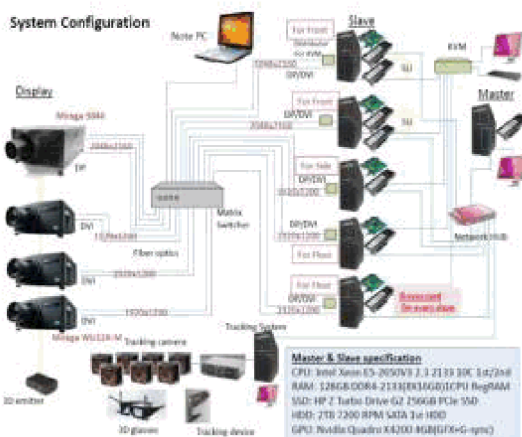 System Configuration
Note PC
For Front
Slave
Distributor
For KVM
KVM
2048x2160
DP/DVI
SLI
Display
For Front
Master
Mirage 304K
2048x2160
DP/DVI
SLI
2048x2160
DP
For Side
DP/DVI
1920x1200
Matrix
Switcher
DP/DVI
1920x1200
Network HUB
DVI
1920x1200
Fiber optics
For Floor
DVI
1920x1200
For Floor
DP/DVI
1920x1200
DVI
1920x1200
Mirage WU12K-M
Tracking camera
Tracking System
3D emitter
3D glasses
Tracking device
Master & Slave specification
CPU: Intel Xeon E5-2650V3 2.3 2133 10C 1st/2nd
RAM: 128GB DDR4-2133(8X16GB)1CPU RegRAM
SSD: HP Z Turbo Drive G2 256GB PCIe SSD
HDD: 2TB 7200 RPM SATA 1st HDD
GPU: Nvidia Quadro K4200 4GB(GFX+G-sync)